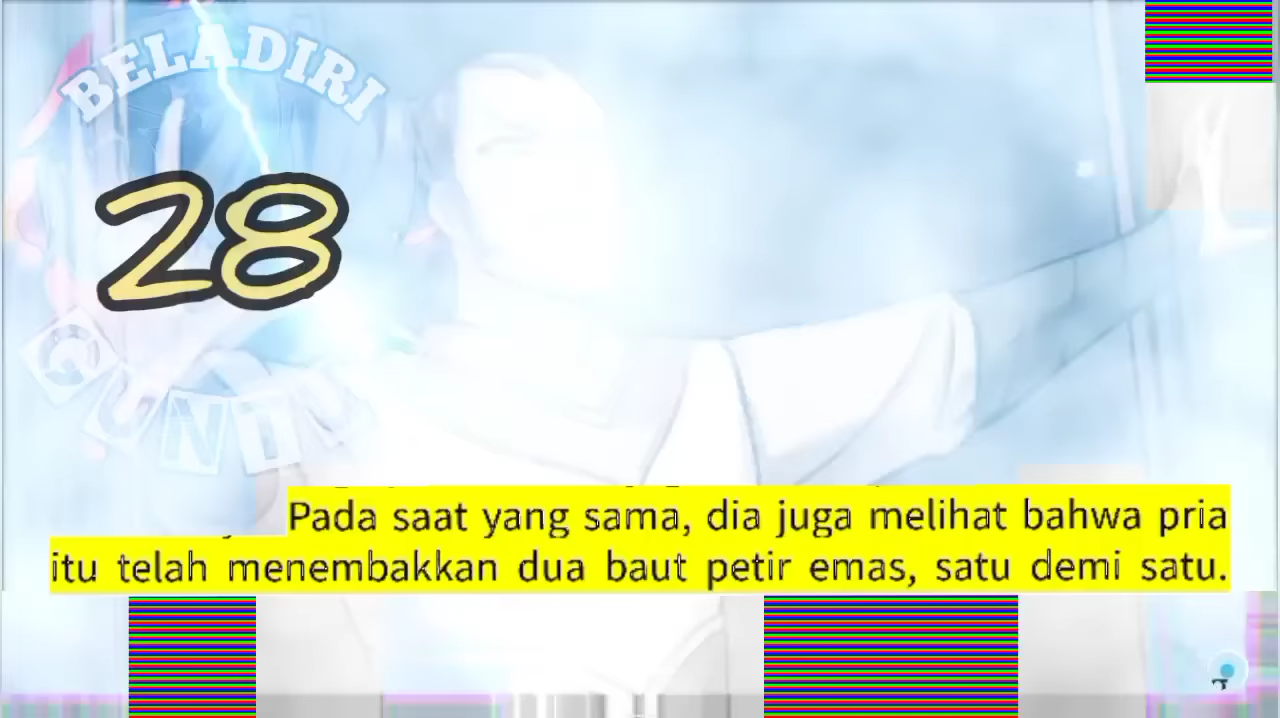 BELADIRI
28
QUNTY
Pada saat yang sama, dia juga melihat bahwa pria
itu telah menembakkan dua baut petir emas, satu demi satu.